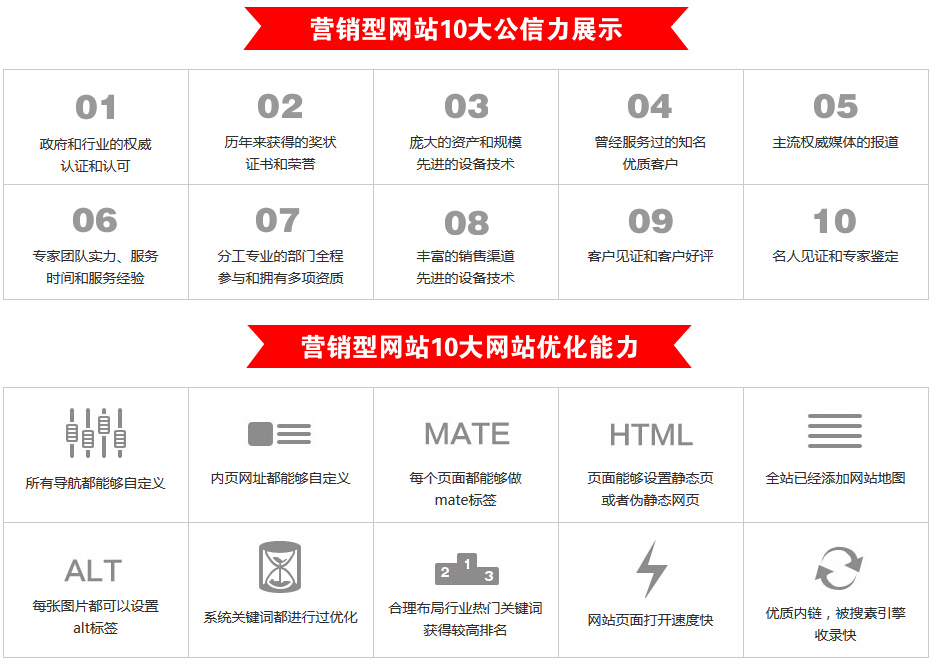 营销型网站10大公信力展示
01
政府和行业的权威
认证和认可
02
历年来获得的奖状
证书和荣誉
03
庞大的资产和规模
先进的设备技术
04
曾经服务过的知名
优质客户
05
主流权威媒体的报道
06
专家团队实力、服务
时间和服务经验
07
分工专业的部门全程
参与和拥有多项资质
08
丰富的销售渠道
先进的设备技术
09
客户见证和客户好评
10
名人见证和专家鉴定
营销型网站10大网站优化能力
所有导航都能够自定义
内页网址都能够自定义
MATE
每个页面都能够做
mate标签
HTML
页面能够设置静态页
或者伪静态网页
全站已经添加网站地图
ALT
每张图片都可以设置
alt标签
系统关键词都进行过优化
2 1 3
合理布局行业热门关键词
获得较高排名
网站页面打开速度快
优质内链，被搜素引擎
收录快